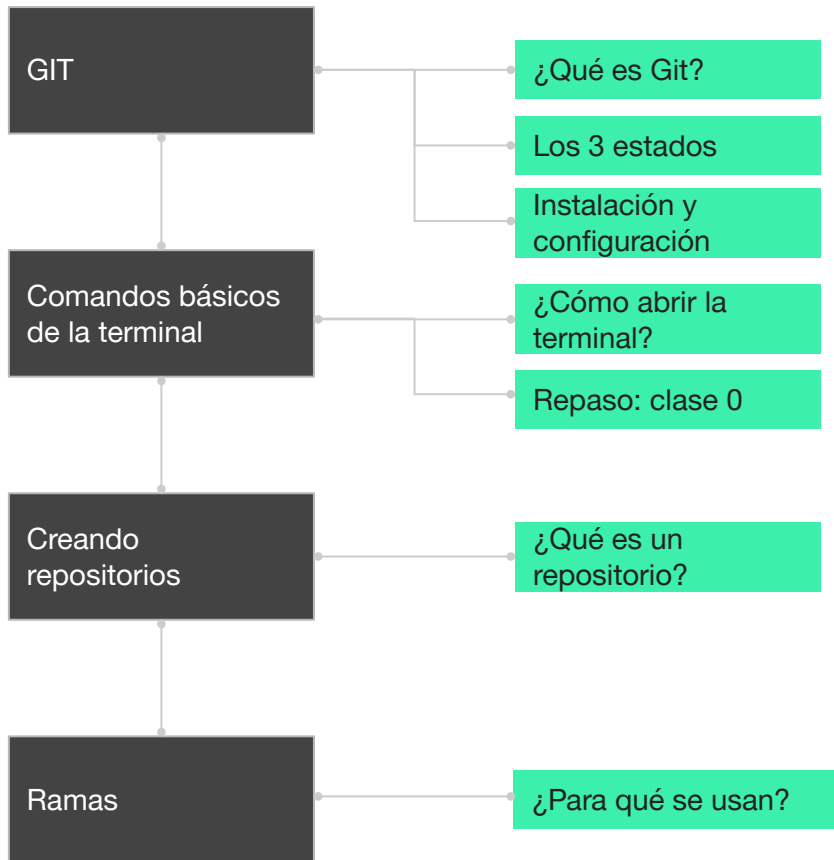 GIT
¿Qué es Git?
Los 3 estados
Instalación y
configuración
Comandos básicos
de la terminal
¿Cómo abrir la
terminal?
Repaso: clase 0
Creando
repositorios
¿Qué es un
repositorio?
Ramas
¿Para qué se usan?